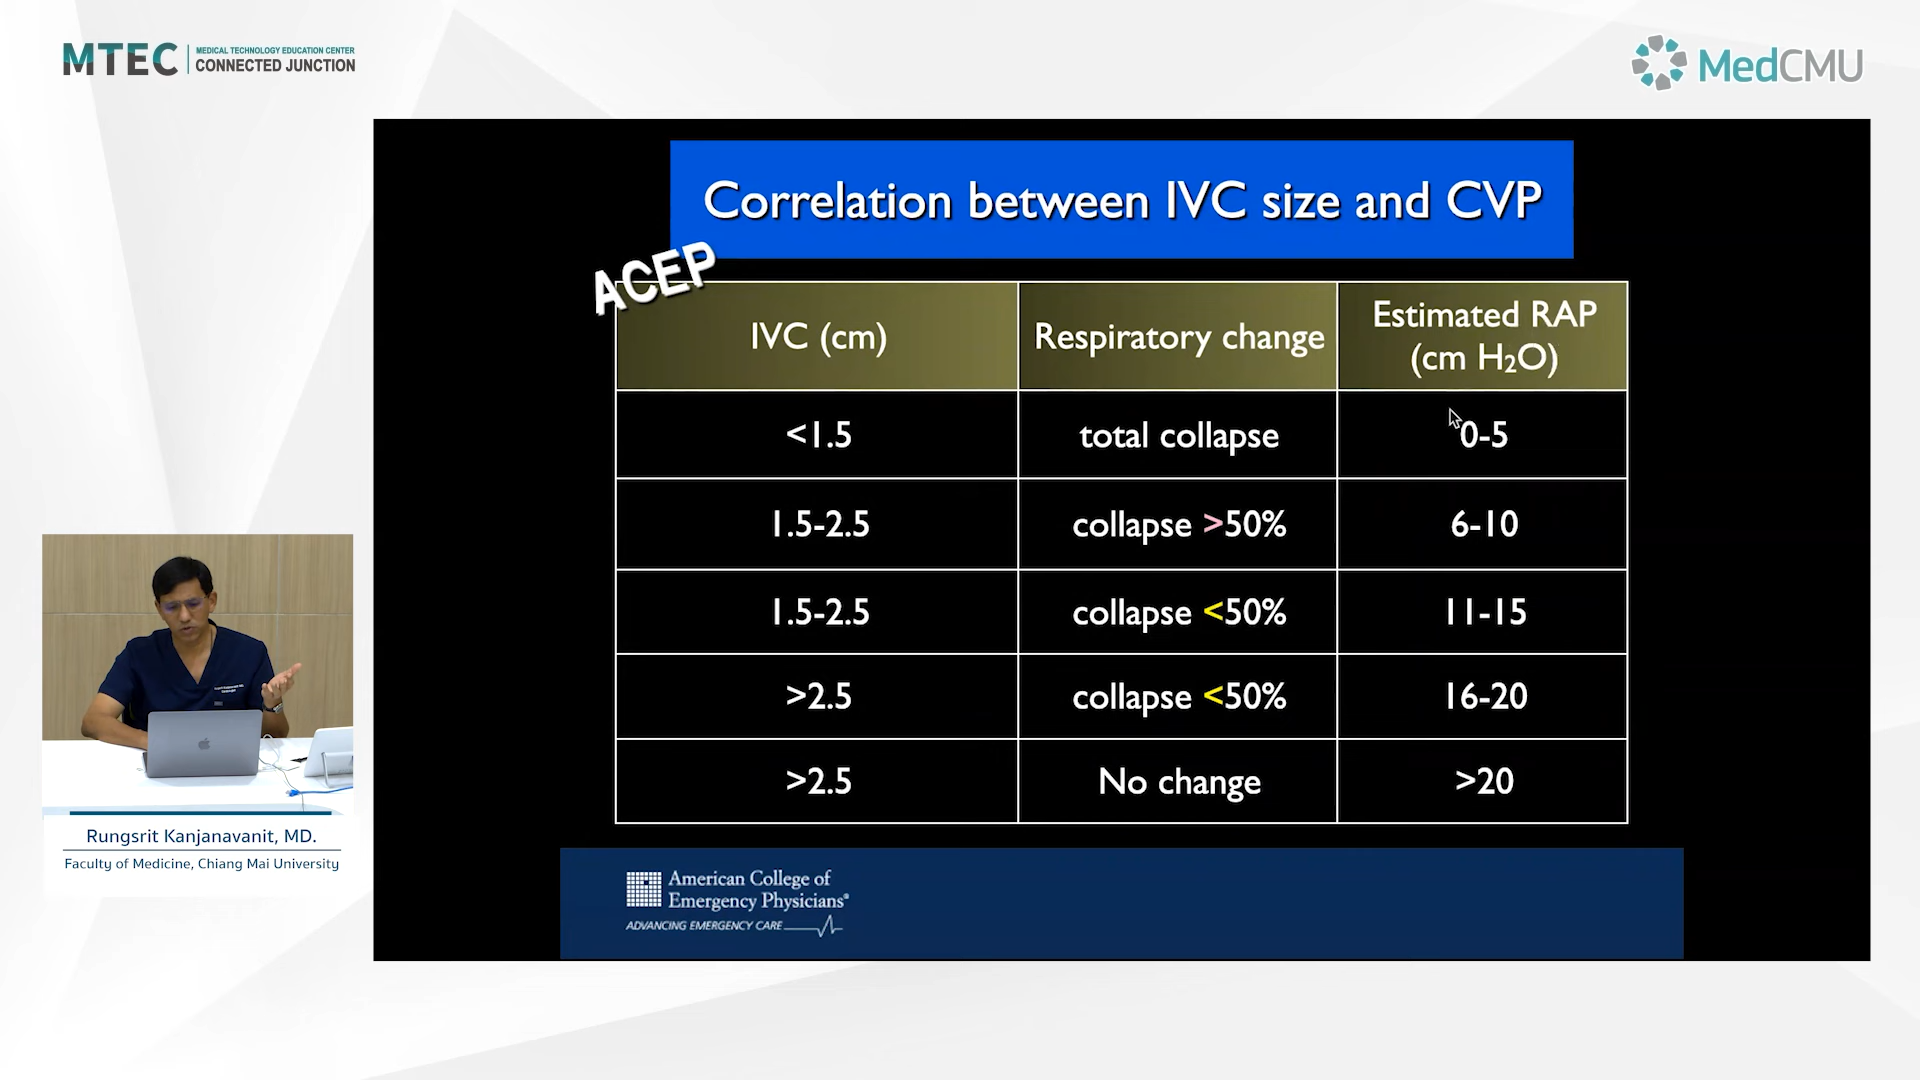 MTEC
MEDICAL TECHNOLOGY EDUCATION CENTER
CONNECTED JUNCTION
MedCMU
Correlation between IVC size and CVP
ACEP
IVC (cm)
Respiratory change
Estimated RAP
(cm H₂O)
<1.5
total collapse
0-5
1.5-2.5
collapse >50%
6-10
1.5-2.5
collapse <50%
11-15
>2.5
collapse <50%
16-20
>2.5
No change
>20
American College of
Emergency Physicians®
ADVANCING EMERGENCY CARE
Rungsrit Kanjanavanit, MD.
Faculty of Medicine, Chiang Mai University